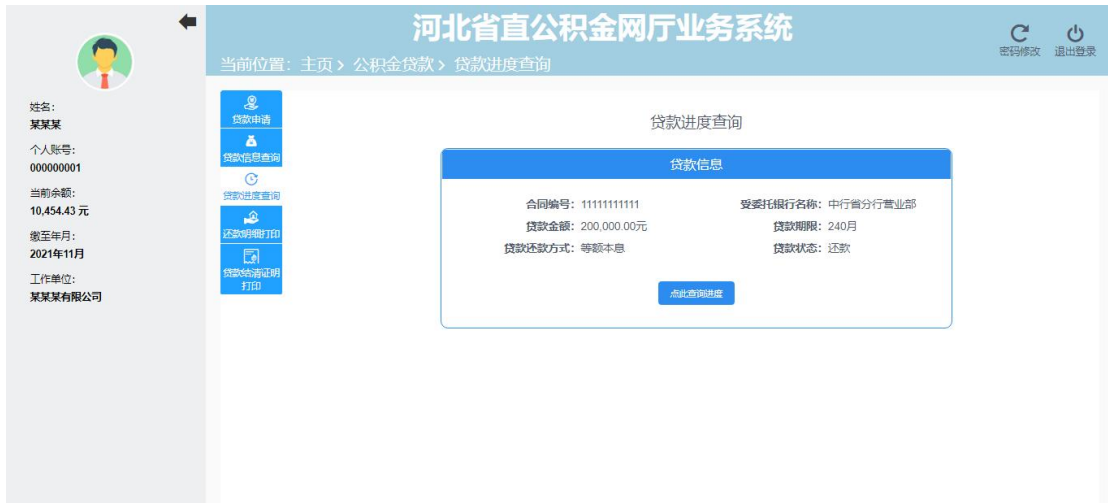 河北省直公积金网厅业务系统
密码修改 退出登录
当前位置：主页 > 公积金贷款 > 贷款进度查询
姓名：
某某某
个人账号：
000000001
当前余额：
10,454.43 元
缴至年月：
2021年11月
工作单位：
某某某有限公司
贷款申请
贷款信息查询
贷款进度查询
还款明细打印
贷款结清证明
打印
贷款进度查询
贷款信息
合同编号：11111111111 受委托银行名称：中行省分行营业部
贷款金额：200,000.00元 贷款期限：240月
贷款还款方式：等额本息 贷款状态：还款
点此查询进度